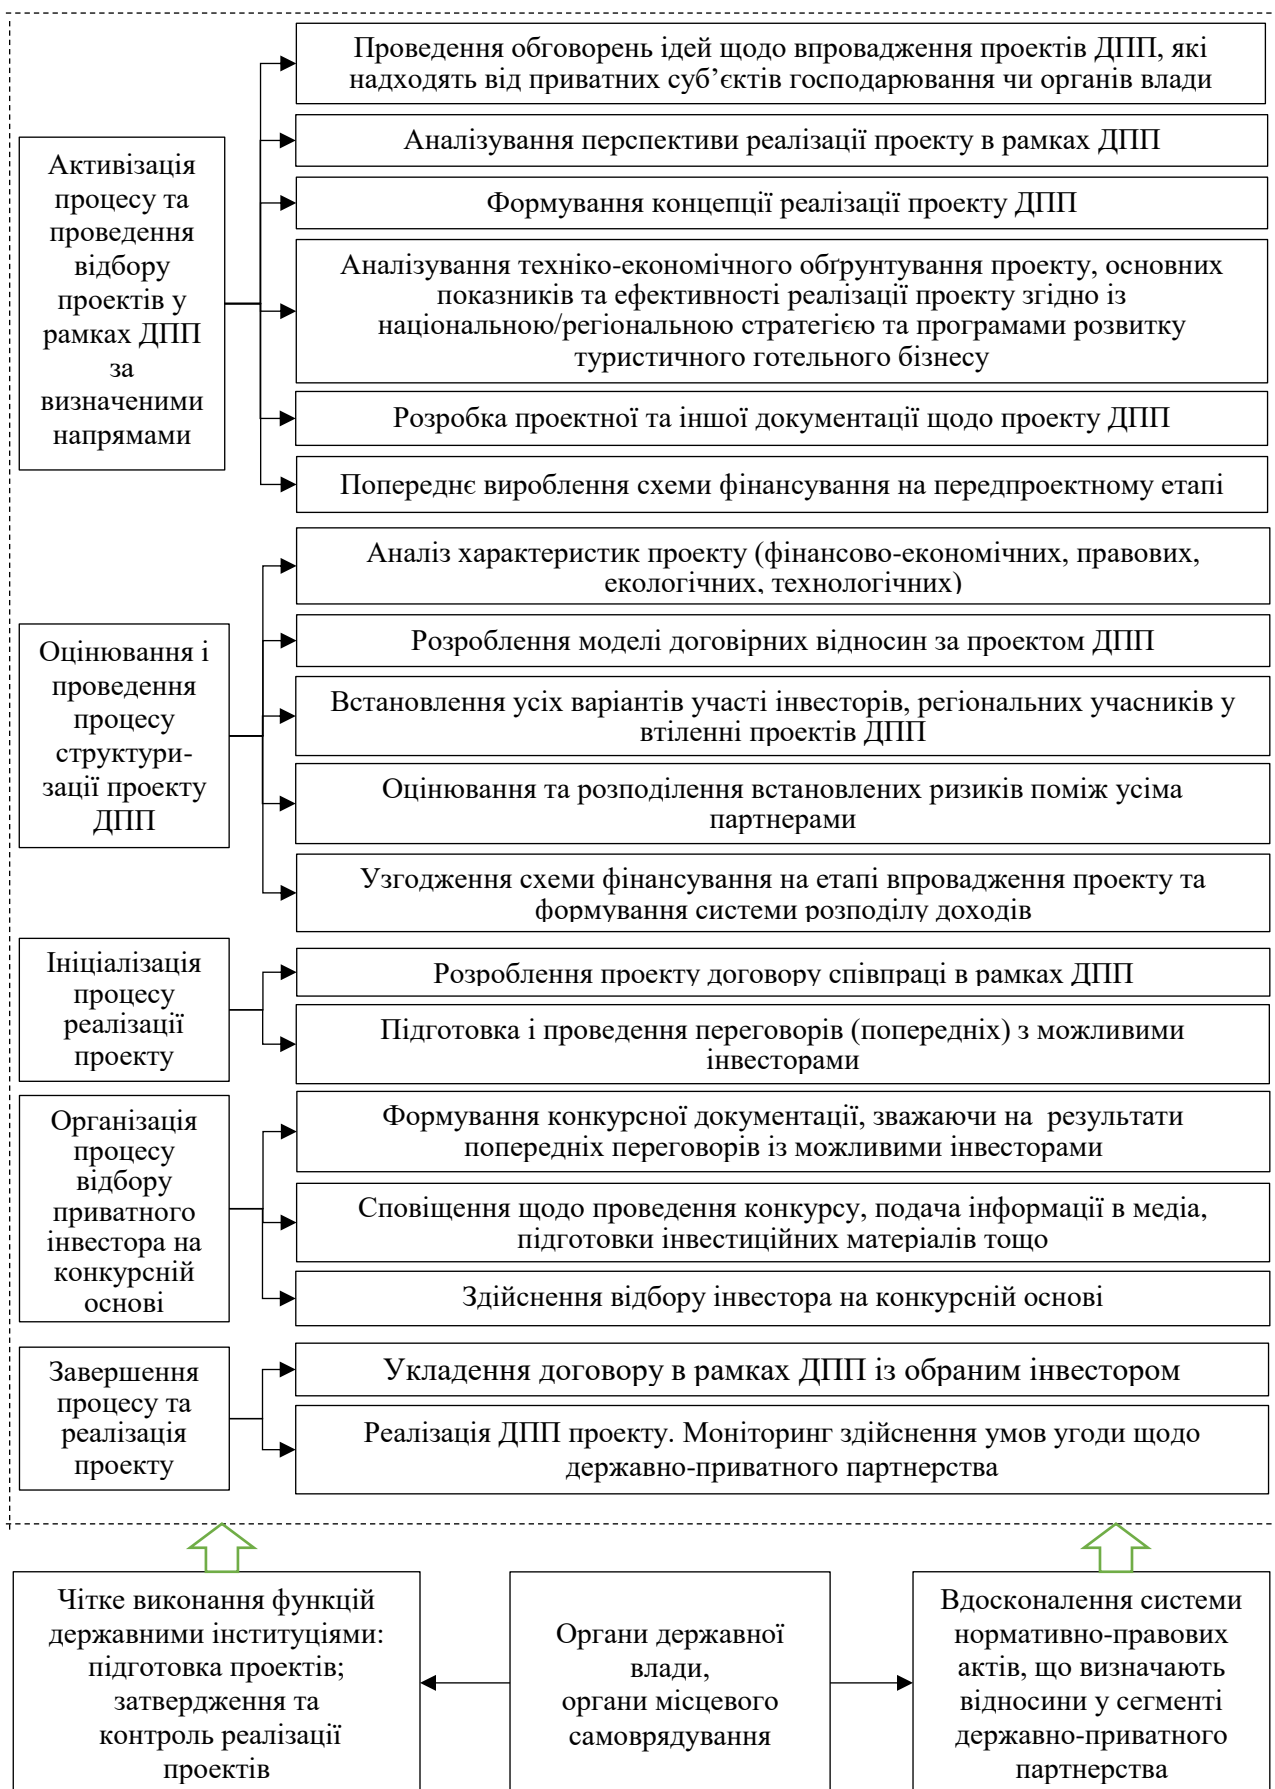 Активізація
процесу та
проведення
відбору
проектів у
рамках ДПП
за
визначеними
напрямами
Проведення обговорень ідей щодо впровадження проектів ДПП, які
надходять від приватних суб’єктів господарювання чи органів влади
Аналізування перспективи реалізації проекту в рамках ДПП
Формування концепції реалізації проекту ДПП
Аналізування техніко-економічного обґрунтування проекту, основних
показників та ефективності реалізації проекту згідно із
національною/регіональною стратегією та програмами розвитку
туристичного готельного бізнесу
Розробка проектної та іншої документації щодо проекту ДПП
Попереднє вироблення схеми фінансування на передпроектному етапі
Оцінювання і
проведення
процесу
структури-
зації проекту
ДПП
Аналіз характеристик проекту (фінансово-економічних, правових,
екологічних, технологічних)
Розроблення моделі договірних відносин за проектом ДПП
Встановлення усіх варіантів участі інвесторів, регіональних учасників у
втіленні проектів ДПП
Оцінювання та розподілення встановлених ризиків поміж усіма
партнерами
Узгодження схеми фінансування на етапі впровадження проекту та
формування системи розподілу доходів
Ініціалізація
процесу
реалізації
проекту
Розроблення проекту договору співпраці в рамках ДПП
Підготовка і проведення переговорів (попередніх) з можливими
інвесторами
Організація
процесу
відбору
приватного
інвестора на
конкурсній
основі
Формування конкурсної документації, зважаючи на результати
попередніх переговорів із можливими інвесторами
Сповіщення щодо проведення конкурсу, подача інформації в медіа,
підготовки інвестиційних матеріалів тощо
Здійснення відбору інвестора на конкурсній основі
Завершення
процесу та
реалізація
проекту
Укладення договору в рамках ДПП із обраним інвестором
Реалізація ДПП проекту. Моніторинг здійснення умов угоди щодо
державно-приватного партнерства
Чітке виконання функцій
державними інституціями:
підготовка проектів;
затвердження та
контроль реалізації
проектів
Органи державної
влади,
органи місцевого
самоврядування
Вдосконалення системи
нормативно-правових
актів, що визначають
відносини у сегменті
державно-приватного
партнерства